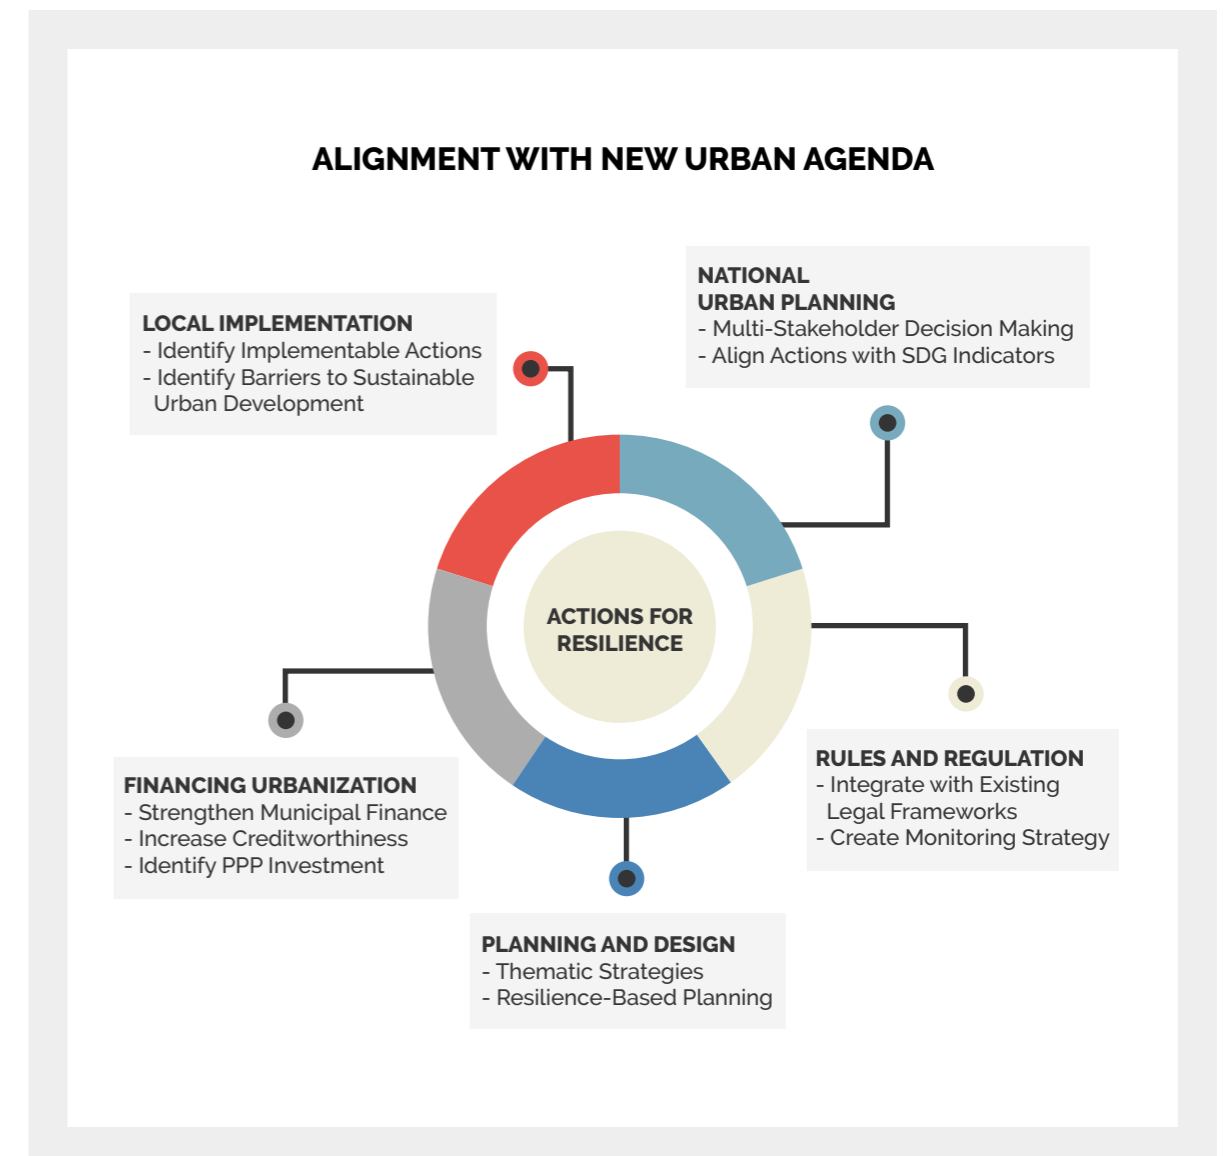 ALIGNMENT WITH NEW URBAN AGENDA
LOCAL IMPLEMENTATION
- Identify Implementable Actions
- Identify Barriers to Sustainable
Urban Development
NATIONAL
URBAN PLANNING
- Multi-Stakeholder Decision Making
- Align Actions with SDG Indicators
ACTIONS FOR
RESILIENCE
FINANCING URBANIZATION
- Strengthen Municipal Finance
- Increase Creditworthiness
- Identify PPP Investment
RULES AND REGULATION
- Integrate with Existing
Legal Frameworks
- Create Monitoring Strategy
PLANNING AND DESIGN
- Thematic Strategies
- Resilience-Based Planning